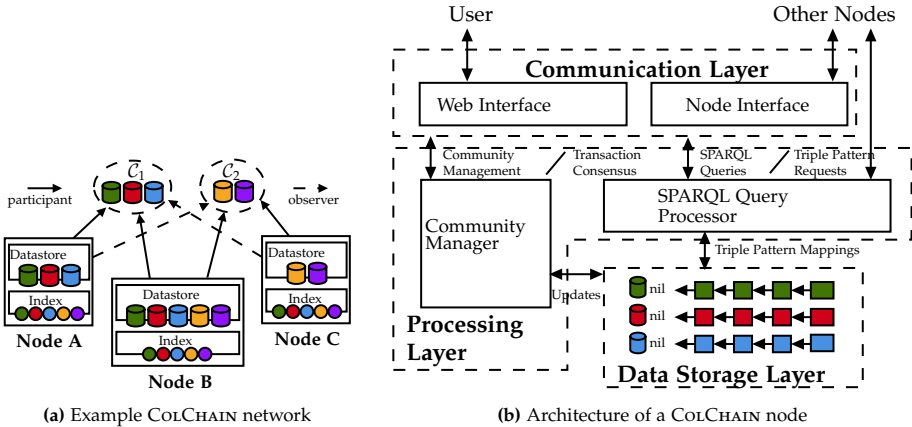 C1
C2
participant
observer
Datastore
Index
Node A
Datastore
Index
Node B
Datastore
Index
Node C
(a) Example COLCHAIN network
User
Other Nodes
Communication Layer
Web Interface
Node Interface
Community
Management
Transaction
Consensus
SPARQL
Queries
Triple Pattern
Requests
Community
Manager
SPARQL Query
Processor
Triple Pattern Mappings
Updates
Processing
Layer
nil
nil
nil
Data Storage Layer
(b) Architecture of a COLCHAIN node